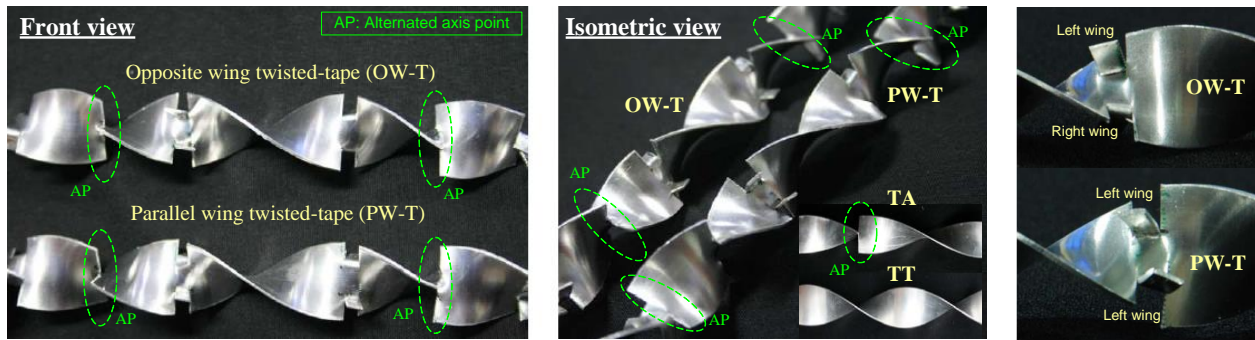 Front view
AP: Alternated axis point
Opposite wing twisted-tape (OW-T)
AP
AP
Parallel wing twisted-tape (PW-T)
AP
AP
Isometric view
AP
AP
OW-T
PW-T
AP
TA
AP
TT
AP
Left wing
OW-T
Right wing
Left wing
PW-T
Left wing